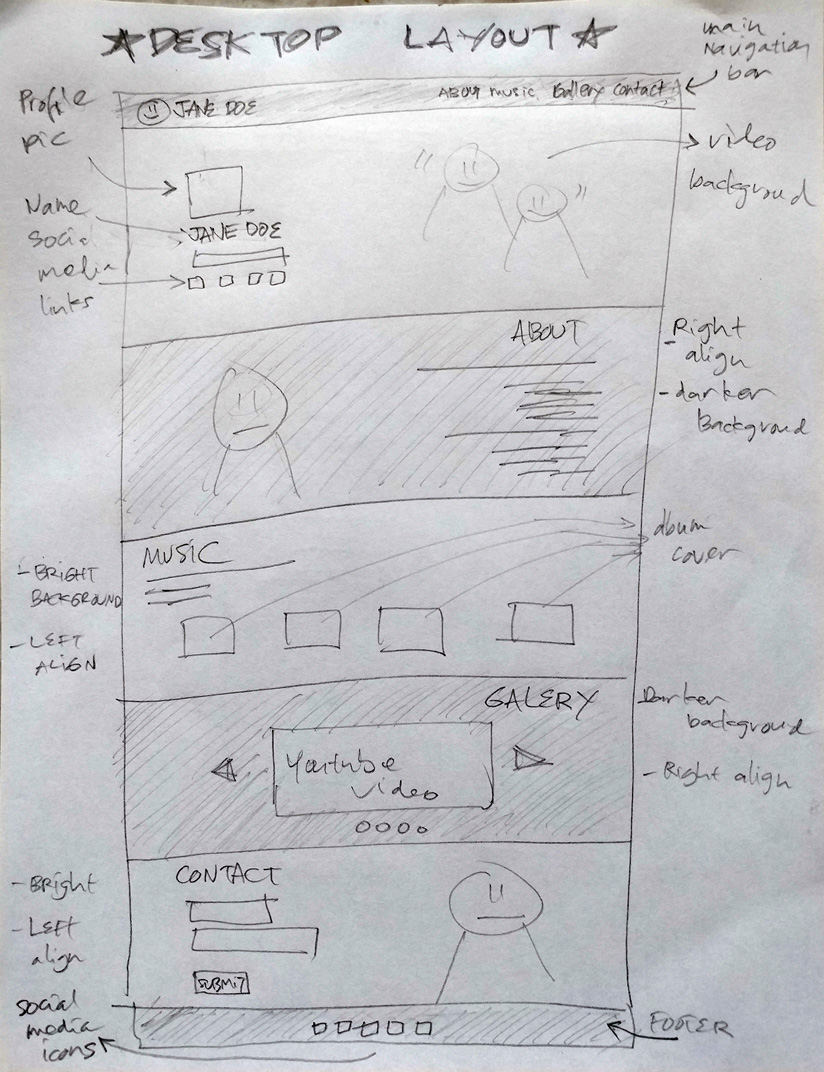 ★DESKTOP LAYOUT★
main
Navigation
bar
Profile
pic
JANE DOE
ABOUT music Gallery Contact
video
backgroud
Name
social
media
links
JANE DOE
ABOUT
Right
align
- darker
Backgroud
MUSIC
album
cover
- BRIGHT
BACKGROUND
- LEFT
ALIGN
GALERY
Darker
background
Youtube
video
- Right align
CONTACT
- BRight
- Left
align
SUBMIT
social
media
icons
FOOTER